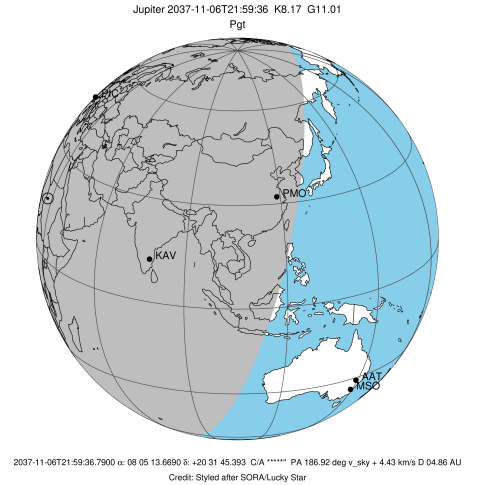 Jupiter 2037-11-06T21:59:36 K8.17 G11.01
Pgt
PIC
PMO
KAV
AAT
MSO
2037-11-06T21:59:36.7900 α: 08 05 13.6690 δ: +20 31 45.393 C/A *****" PA 186.92 deg v_sky + 4.43 km/s D 04.86 AU
Credit: Styled after SORA/Lucky Star